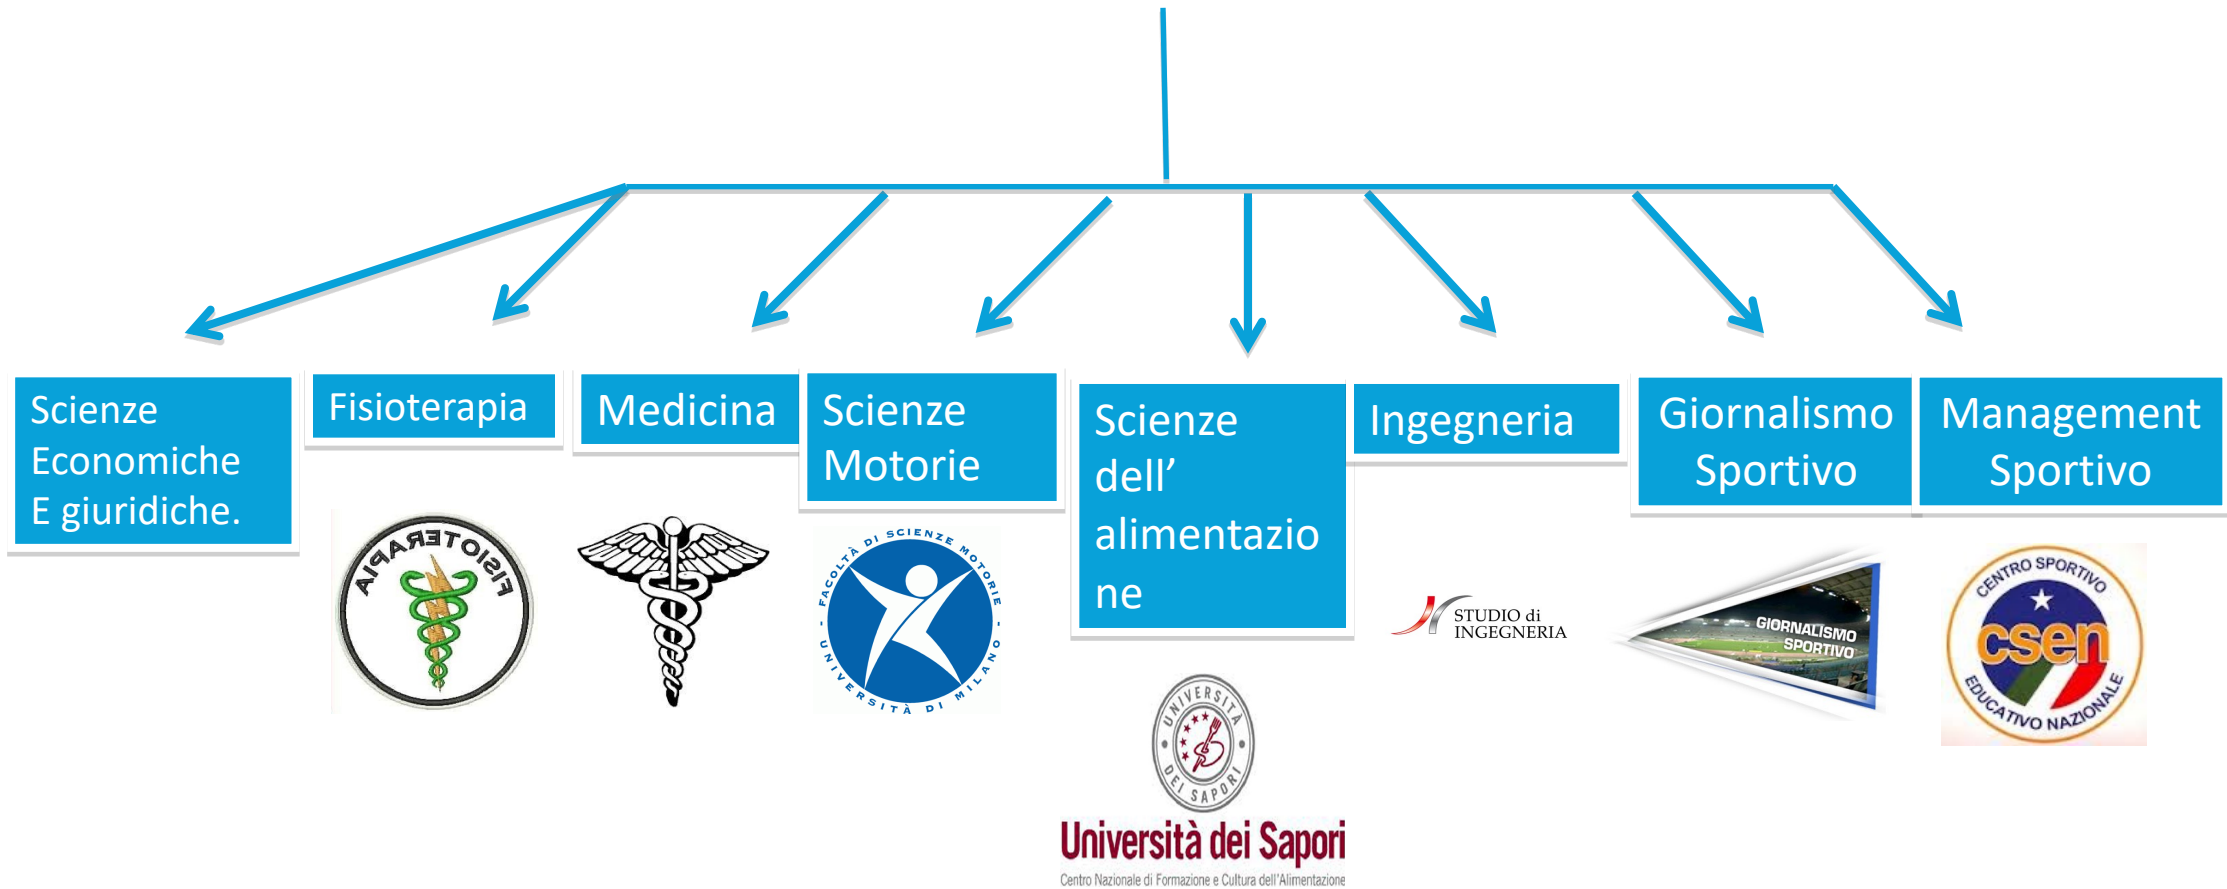 Scienze
Economiche
E giuridiche.
Fisioterapia
Medicina
Scienze
Motorie
Scienze
dell’
alimentazio
ne
Ingegneria
Giornalismo
Sportivo
Management
Sportivo
FISIOTERAPIA
FACOLTÀ DI SCIENZE MOTORIE
- UNIVERSITÀ DI MILANO -
STUDIO di
INGEGNERIA
GIORNALISMO
SPORTIVO
CENTRO SPORTIVO
csen
EDUCATIVO NAZIONALE
UNIVERSITÀ
DEI SAPORI
Università dei Sapori
Centro Nazionale di Formazione e Cultura dell'Alimentazione